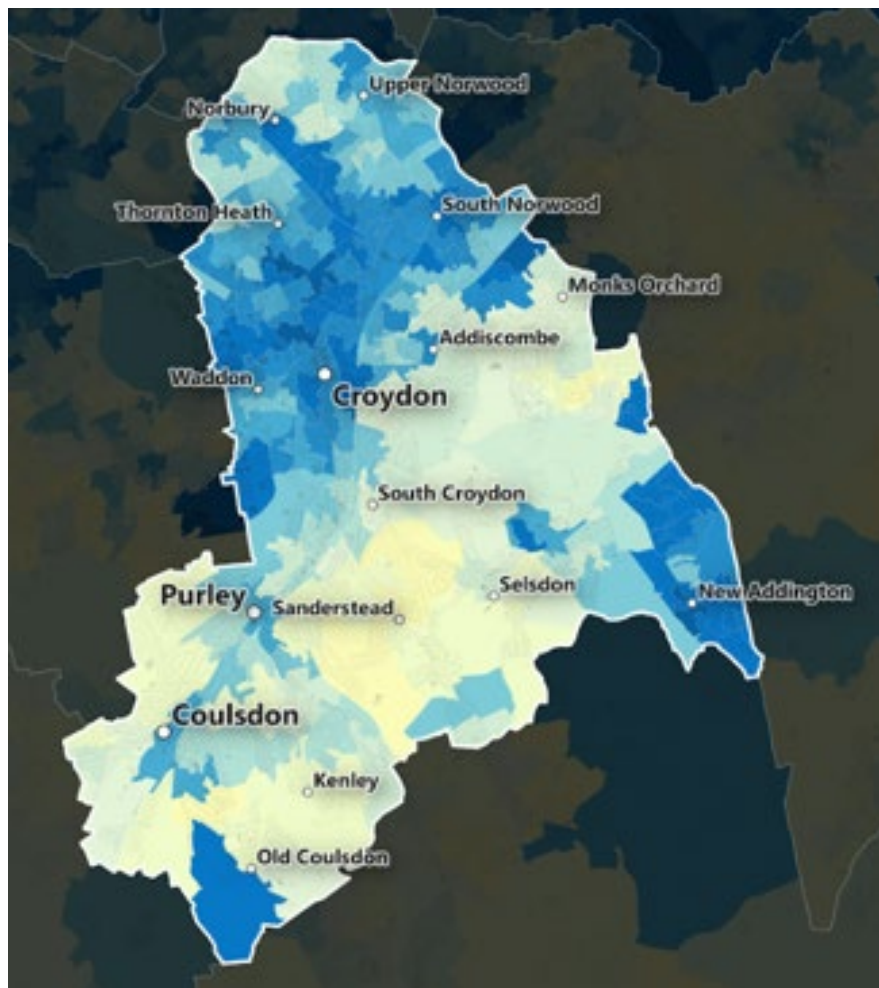 Upper Norwood
Norbury
Thornton Heath
South Norwood
Monks Orchard
Addiscombe
Waddon
Croydon
South Croydon
Selsdon
New Addington
Purley
Sanderstead
Coulsdon
Kenley
Old Coulsdon